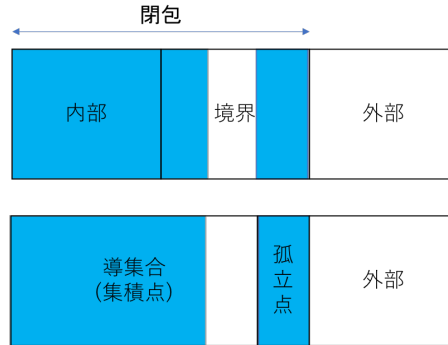 閉包
内部
境界
外部
導集合
(集積点)
孤
立
点
外部